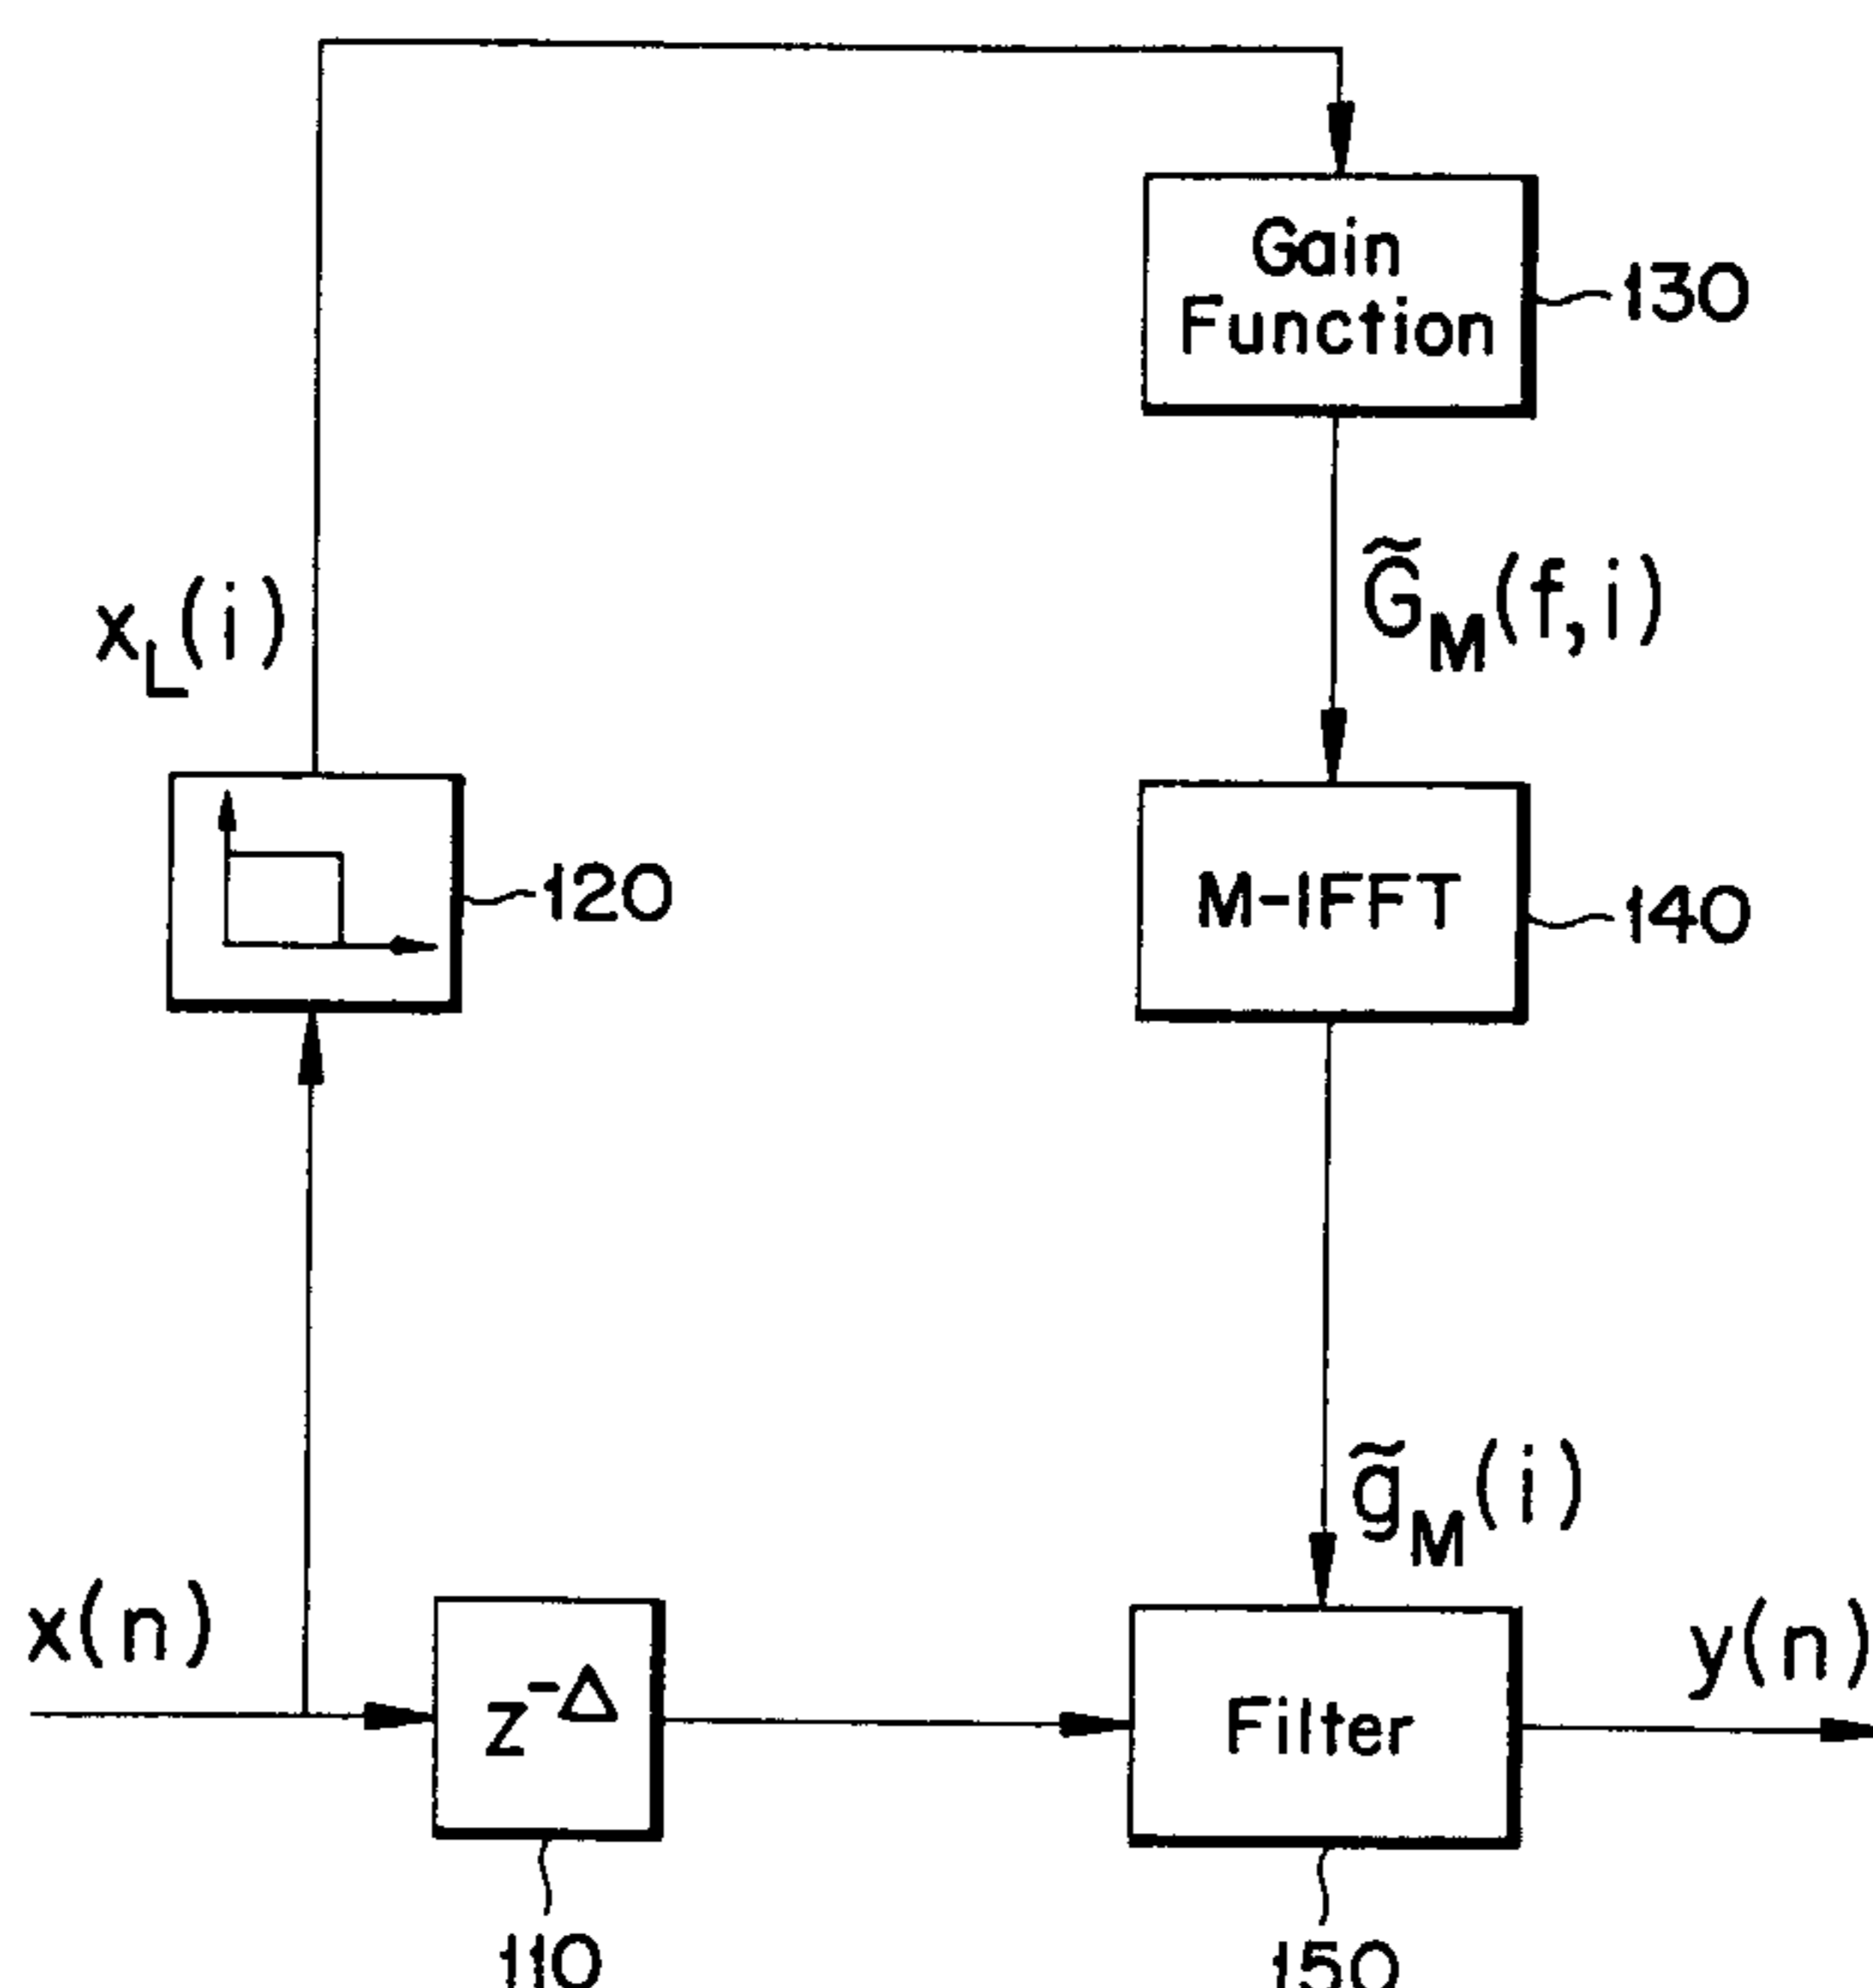 Gain
Function
130
G̃_M(f,i)
x_L(i)
120
M-IFFT
140
g̃_M(i)
x(n)
z^-Δ
Filter
y(n)
110
150